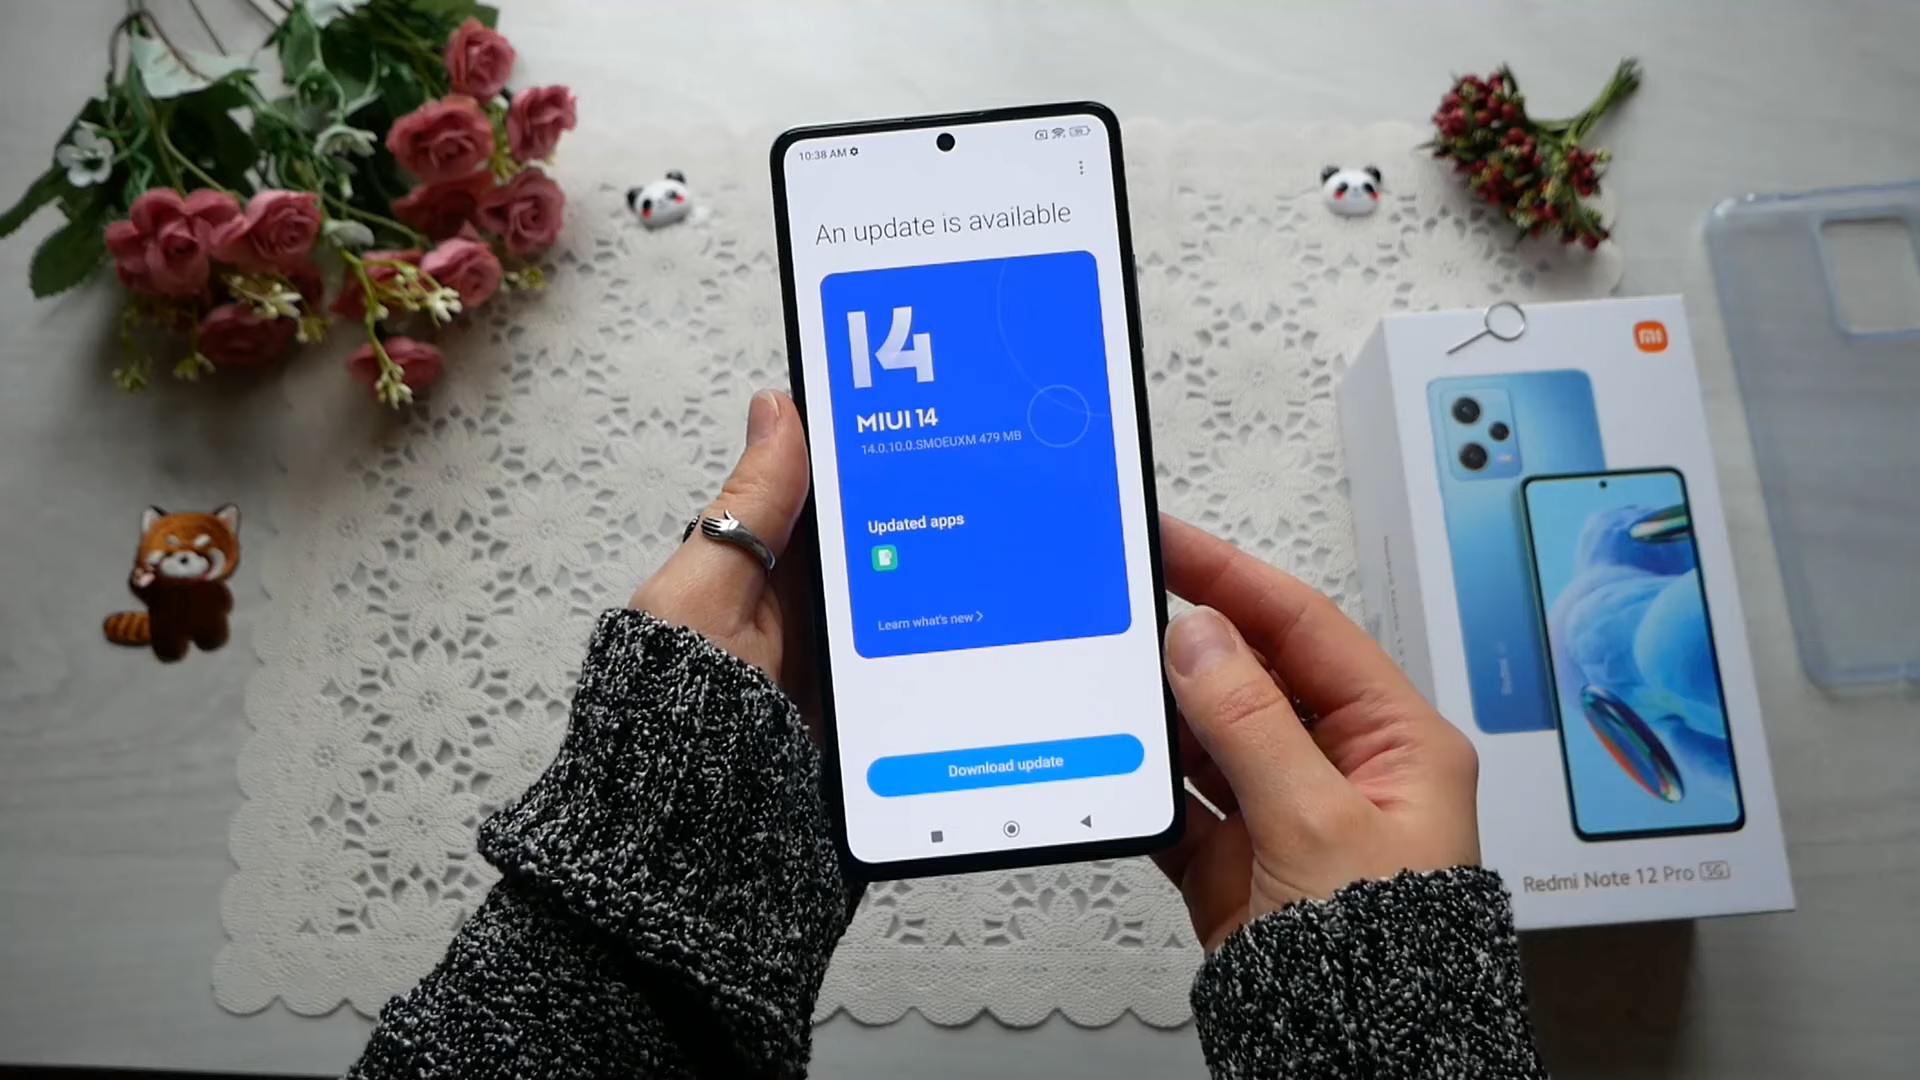 10:38 AM
An update is available
14
MIUI 14
14.0.10.0.SMOEUXM 479 MB
Updated apps
Learn what's new >
Download update
mi
Redmi Note 12 Pro 5G